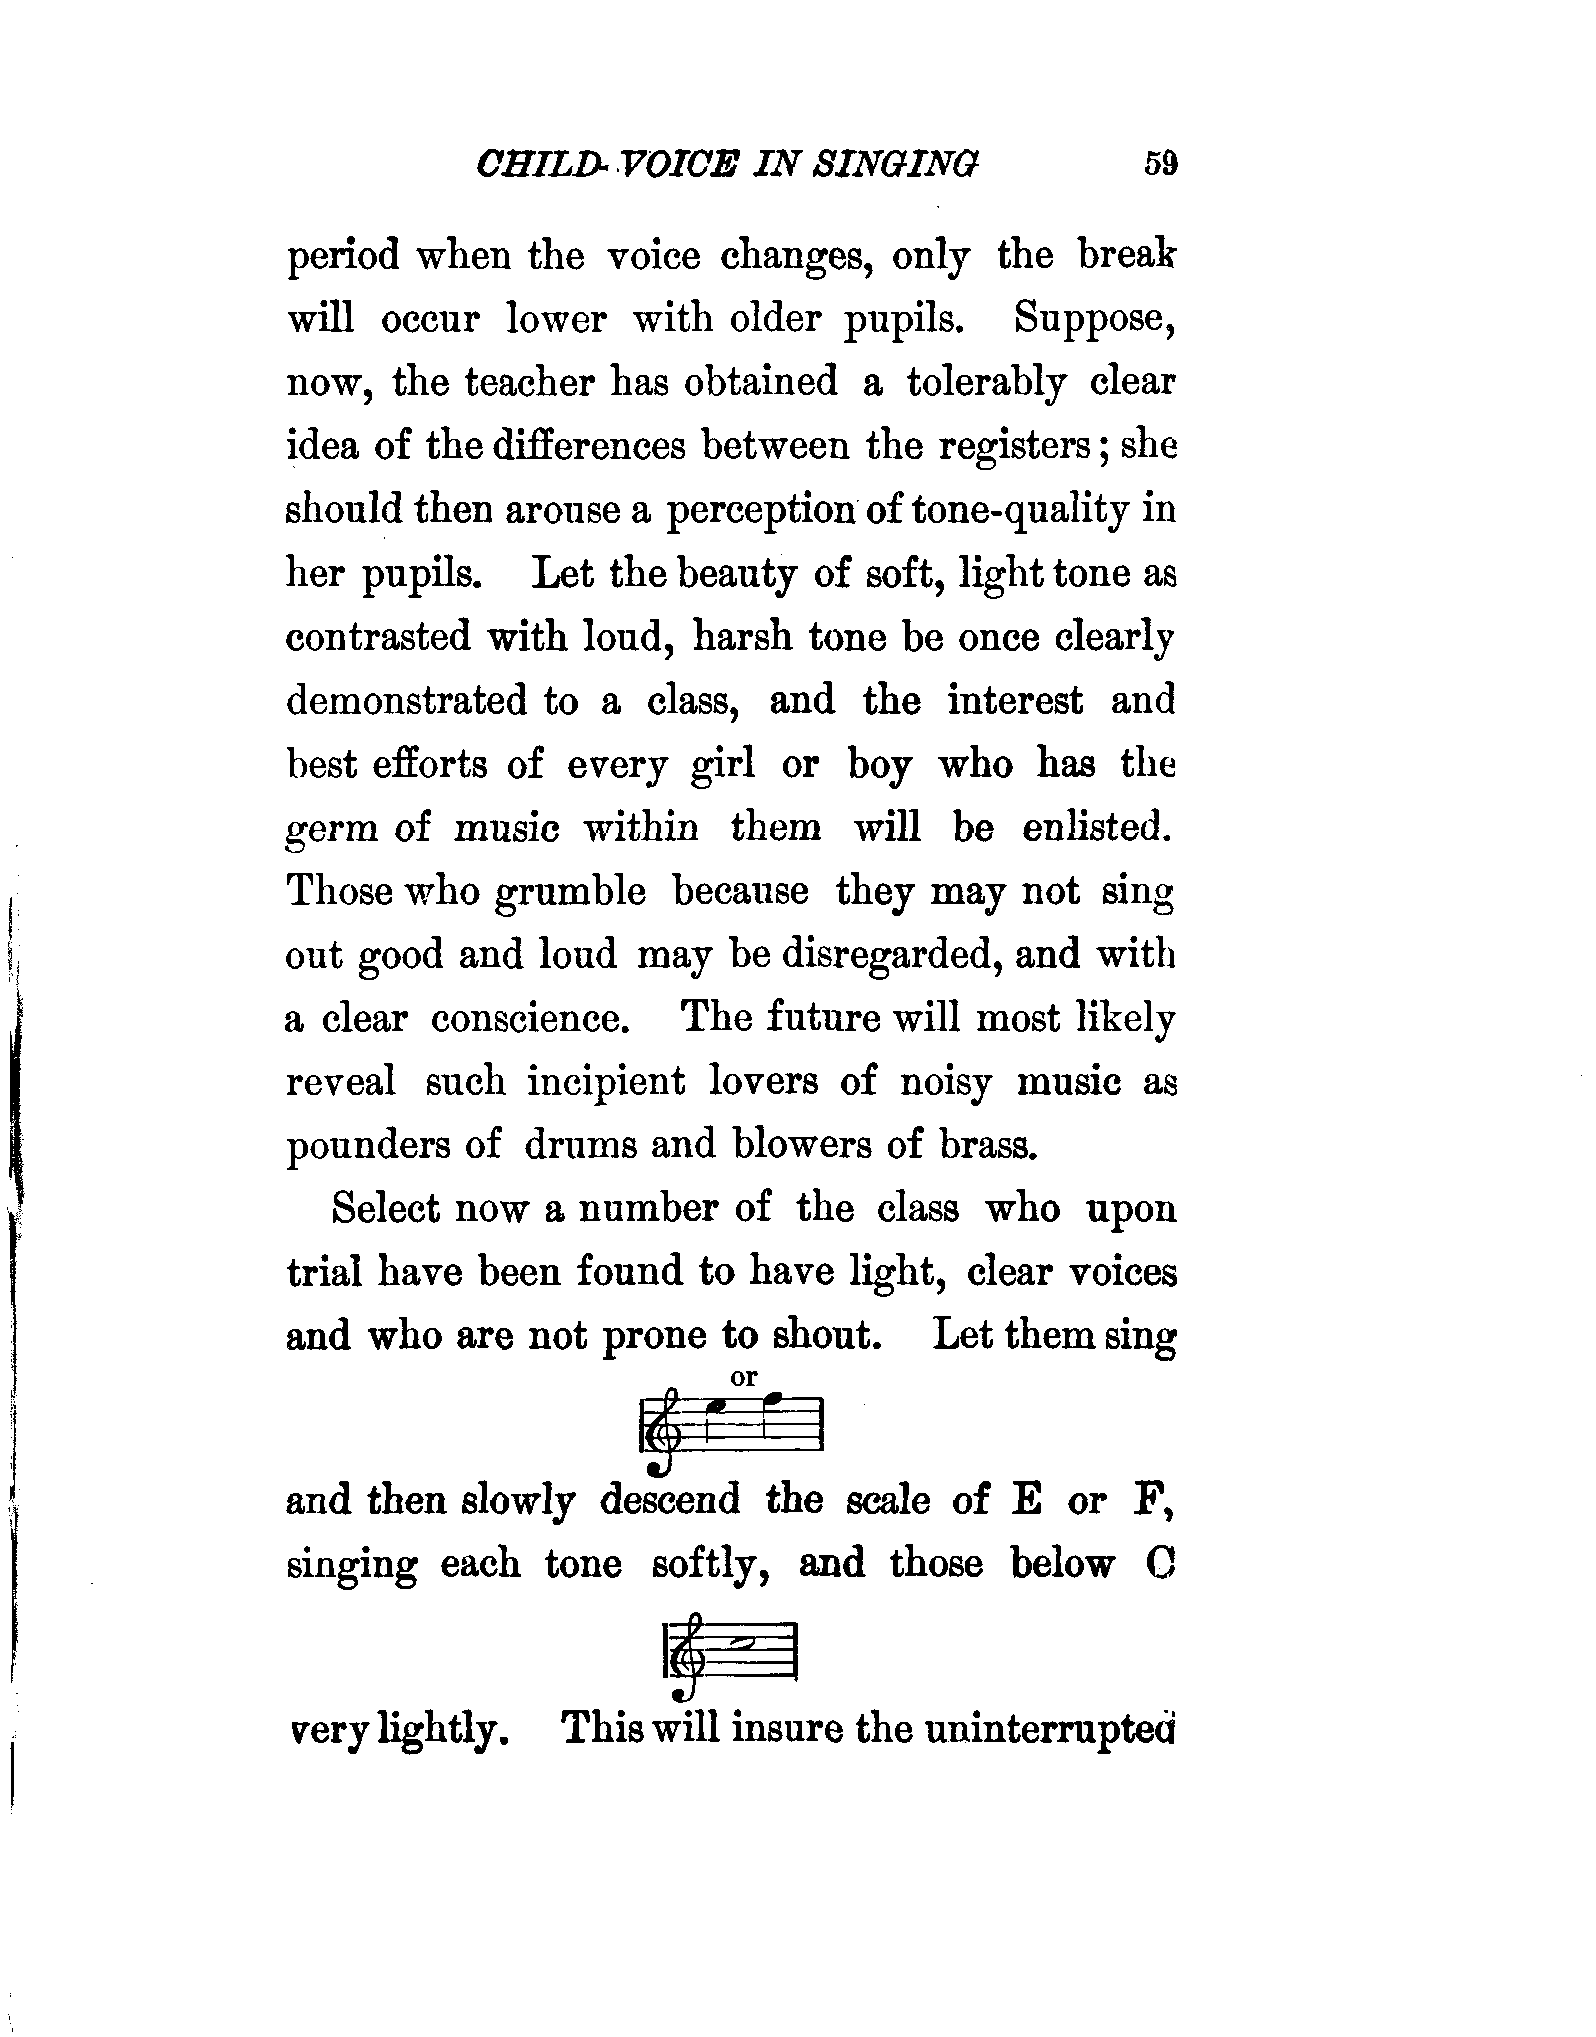 CHILD-VOICE IN SINGING 59
period when the voice changes, only the break
will occur lower with older pupils. Suppose,
now, the teacher has obtained a tolerably clear
idea of the differences between the registers; she
should then arouse a perception of tone-quality in
her pupils. Let the beauty of soft, light tone as
contrasted with loud, harsh tone be once clearly
demonstrated to a class, and the interest and
best efforts of every girl or boy who has the
germ of music within them will be enlisted.
Those who grumble because they may not sing
out good and loud may be disregarded, and with
a clear conscience. The future will most likely
reveal such incipient lovers of noisy music as
pounders of drums and blowers of brass.
Select now a number of the class who upon
trial have been found to have light, clear voices
and who are not prone to shout. Let them sing
or
and then slowly descend the scale of E or F,
singing each tone softly, and those below C
very lightly. This will insure the uninterrupted